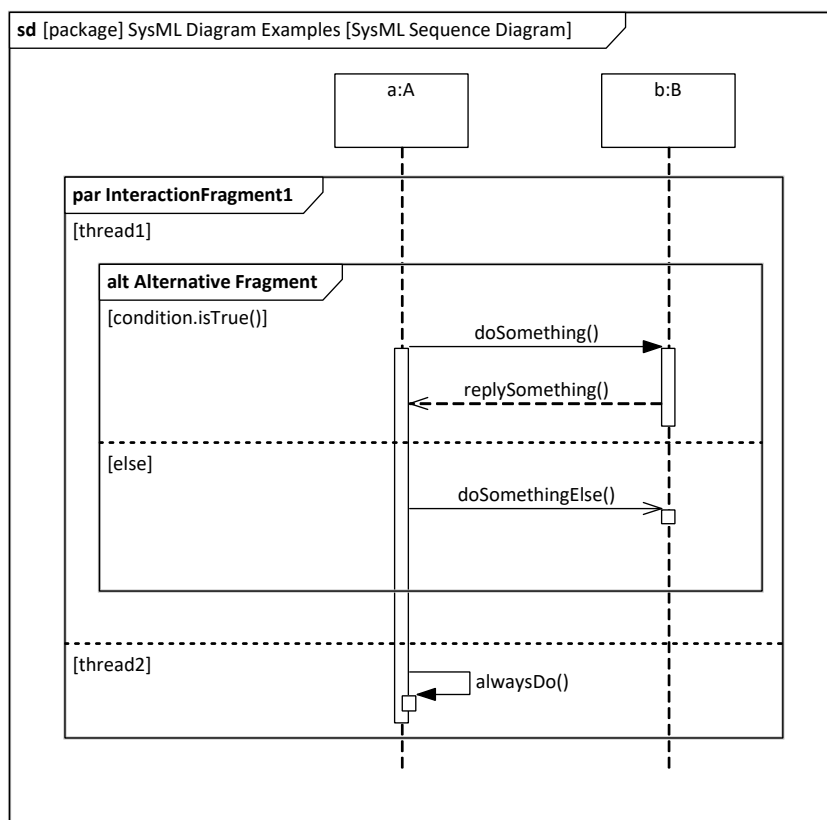 sd [package] SysML Diagram Examples [SysML Sequence Diagram]
a:A
b:B
par InteractionFragment1
[thread1]
alt Alternative Fragment
[condition.isTrue()]
doSomething()
replySomething()
[else]
doSomethingElse()
[thread2]
alwaysDo()